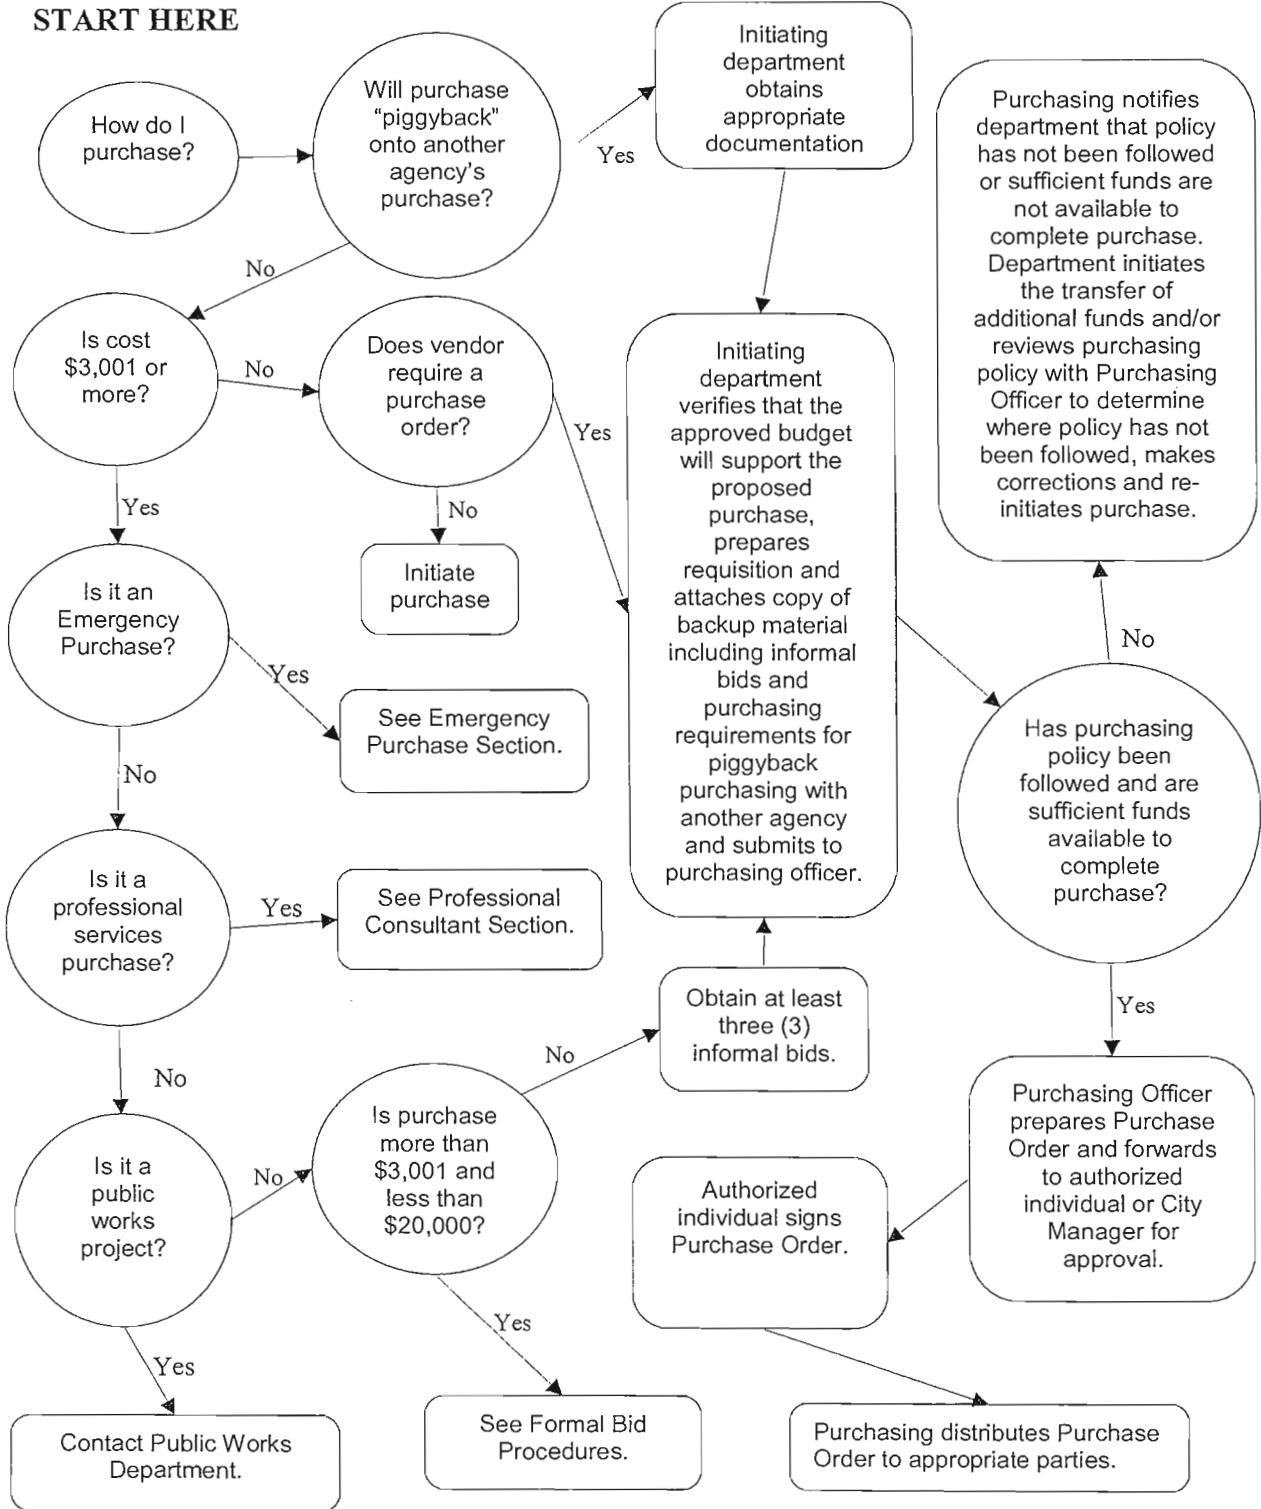 START HERE
How do I
purchase?
Will purchase
“piggyback”
onto another
agency’s
purchase?
Yes
Initiating
department
obtains
appropriate
documentation
No
Is cost
$3,001 or
more?
No
Does vendor
require a
purchase
order?
Yes
No
Initiate
purchase
Yes
Is it an
Emergency
Purchase?
Yes
See Emergency
Purchase Section.
No
Is it a
professional
services
purchase?
Yes
See Professional
Consultant Section.
No
Is it a
public
works
project?
No
Yes
Contact Public Works
Department.
Is purchase
more than
$3,001 and
less than
$20,000?
No
Obtain at least
three (3)
informal bids.
Yes
See Formal Bid
Procedures.
Initiating
department
verifies that the
approved budget
will support the
proposed
purchase,
prepares
requisition and
attaches copy of
backup material
including informal
bids and
purchasing
requirements for
piggyback
purchasing with
another agency
and submits to
purchasing officer.
Has purchasing
policy been
followed and are
sufficient funds
available to
complete
purchase?
No
Purchasing notifies
department that policy
has not been followed
or sufficient funds are
not available to
complete purchase.
Department initiates
the transfer of
additional funds and/or
reviews purchasing
policy with Purchasing
Officer to determine
where policy has not
been followed, makes
corrections and re-
initiates purchase.
Yes
Purchasing Officer
prepares Purchase
Order and forwards
to authorized
individual or City
Manager for
approval.
Authorized
individual signs
Purchase Order.
Purchasing distributes Purchase
Order to appropriate parties.